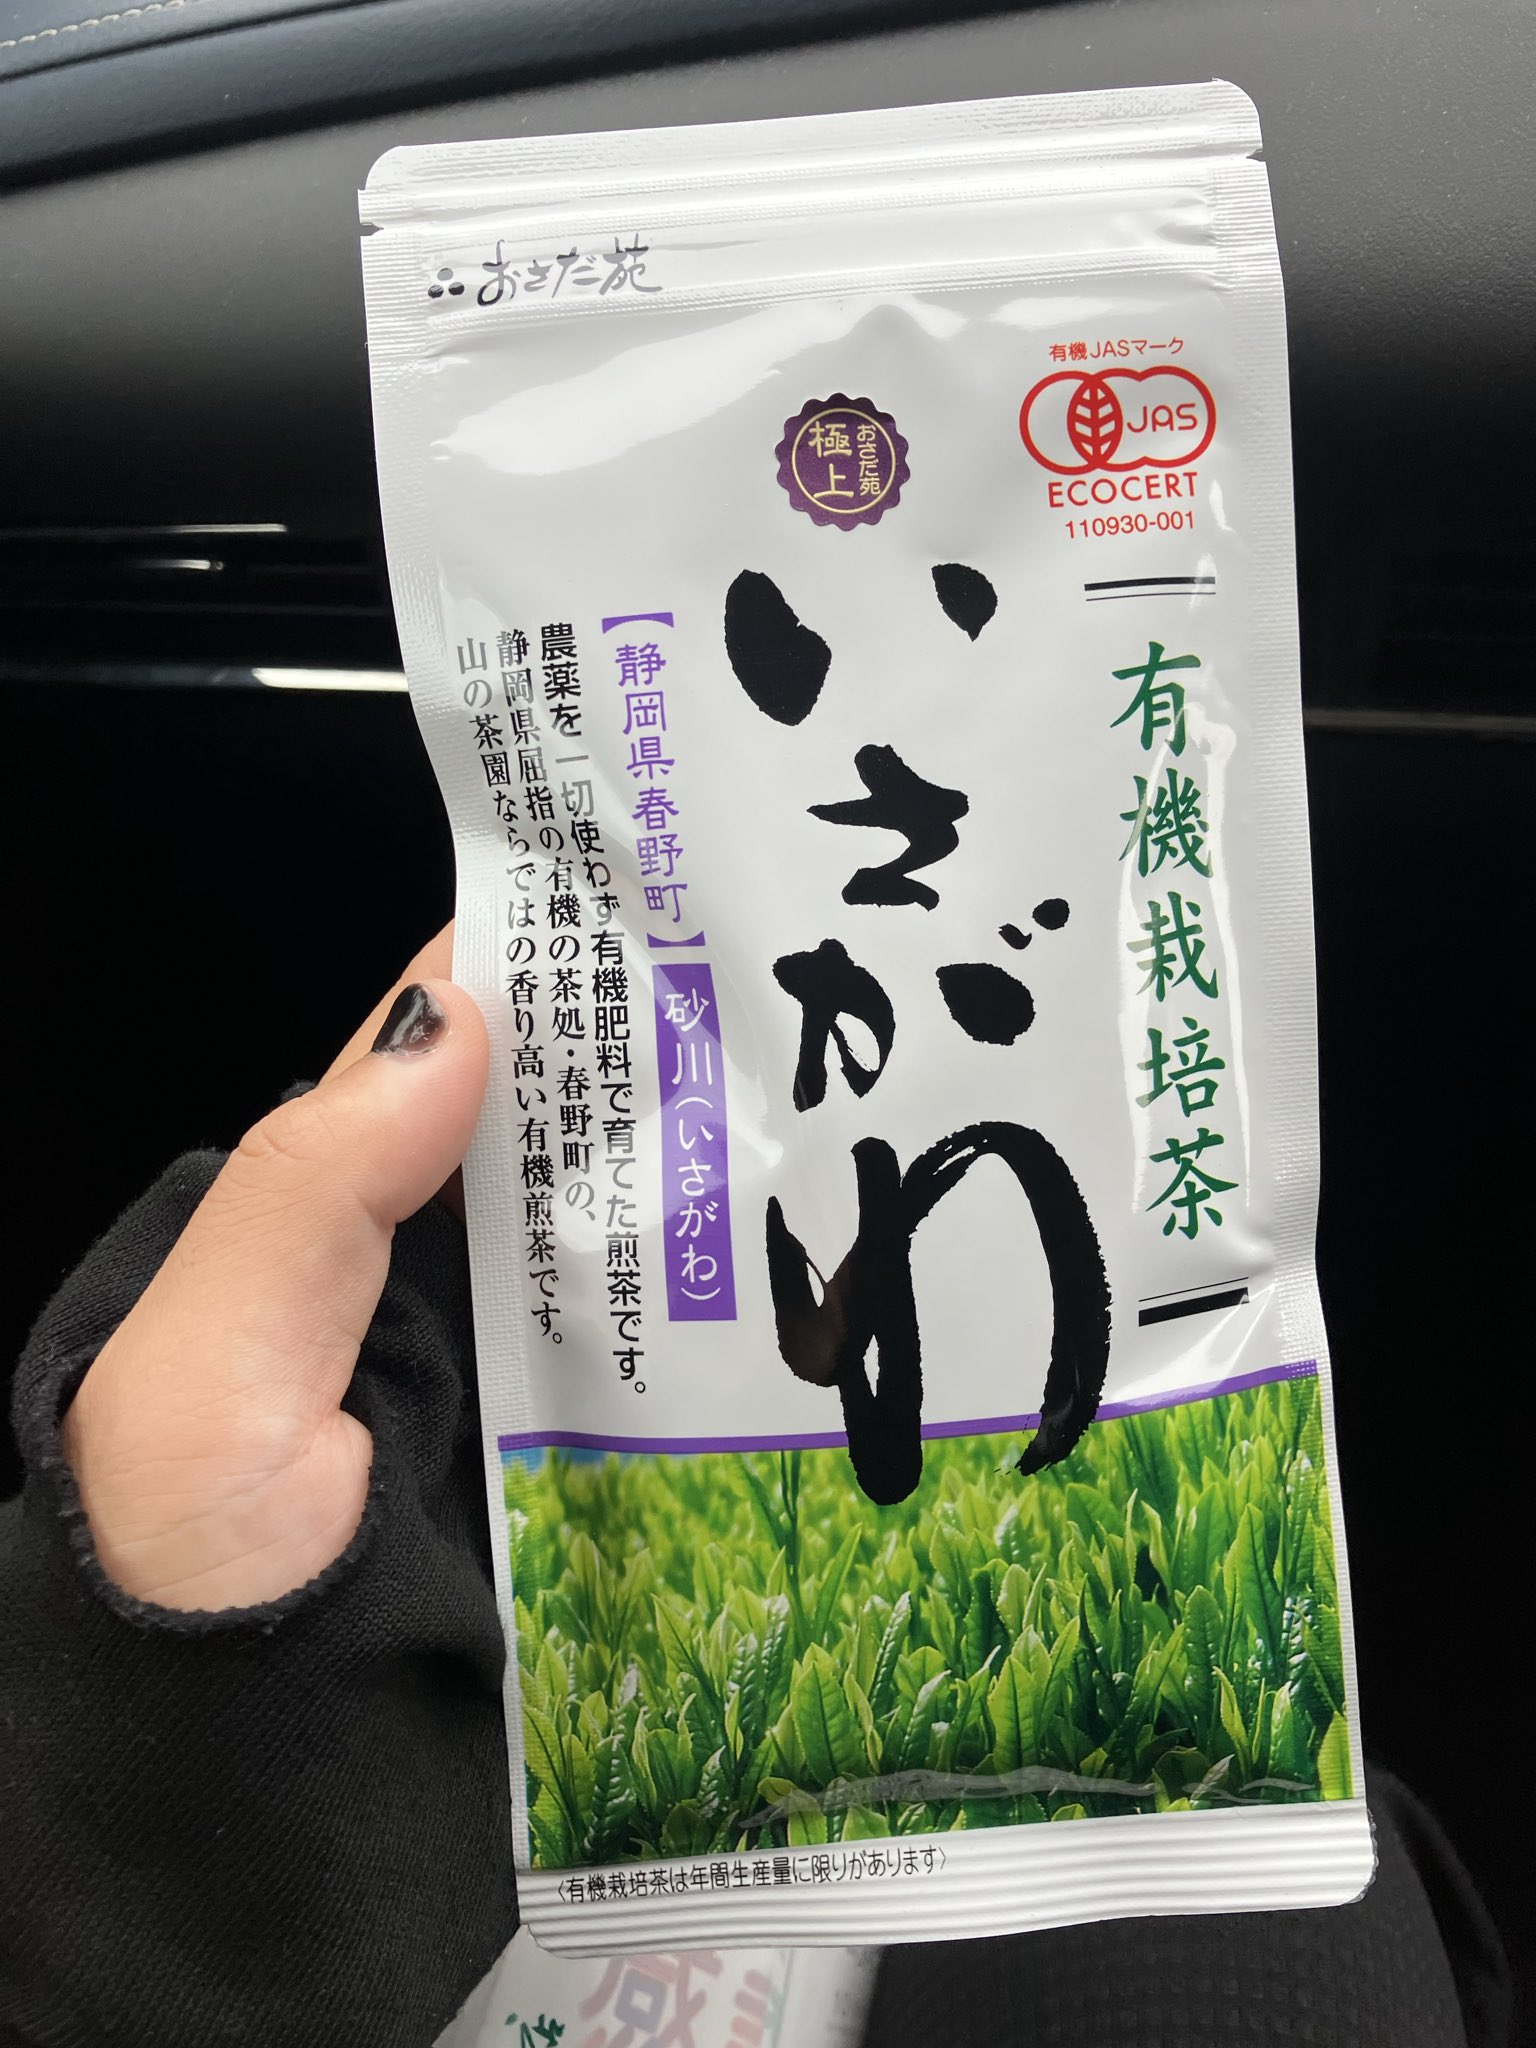 おさだ苑
有機JASマーク
JAS
ECOCERT
110930-001
おさだ苑
極上
有機栽培茶
いさがわ
【静岡県春野町】
砂川(いさがわ)
農薬を一切使わず有機肥料で育てた煎茶です。
静岡県屈指の有機の茶処・春野町の、
山の茶園ならではの香り高い有機煎茶です。
〈有機栽培茶は年間生産量に限りがあります〉